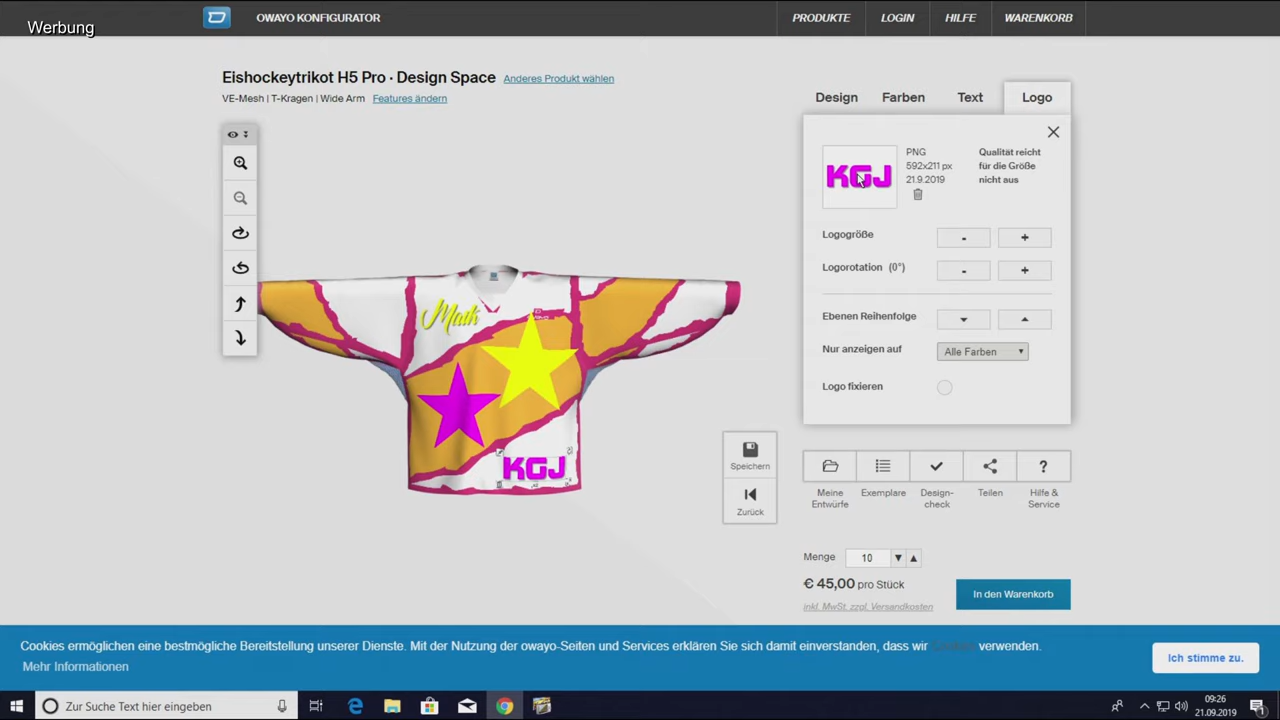 Werbung
OWAYO KONFIGURATOR
PRODUKTE
LOGIN
HILFE
WARENKORB
Eishockeytrikot H5 Pro · Design Space
Anderes Produkt wählen
VE-Mesh | T-Kragen | Wide Arm
Features ändern
Design
Farben
Text
Logo
KGJ
PNG
592x211 px
21.9.2019
Qualität reicht
für die Größe
nicht aus
Logogröße
- +
Logorotation (0°)
- +
Ebenen Reihenfolge
Nur anzeigen auf
Alle Farben
Logo fixieren
Maik
KGJ
Speichern
Zurück
Meine
Entwürfe
Exemplare
Design-
check
Teilen
Hilfe &
Service
Menge
10
€ 45,00 pro Stück
inkl. MwSt. zzgl. Versandkosten
In den Warenkorb
Cookies ermöglichen eine bestmögliche Bereitstellung unserer Dienste. Mit der Nutzung der owayo-Seiten und Services erklären Sie sich damit einverstanden, dass wir verwenden.
Mehr Informationen
Ich stimme zu.
Zur Suche Text hier eingeben
09:26
21.09.2019